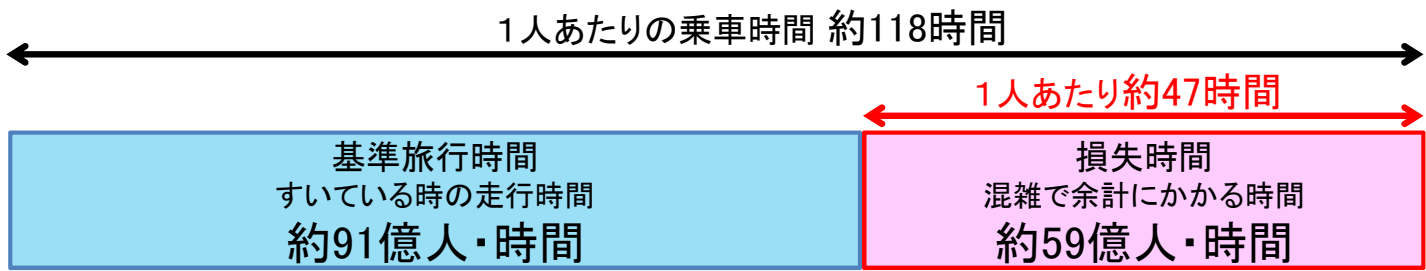 １人あたりの乗車時間 約118時間
１人あたり約47時間
基準旅行時間
すいている時の走行時間
約91億人・時間
損失時間
混雑で余計にかかる時間
約59億人・時間